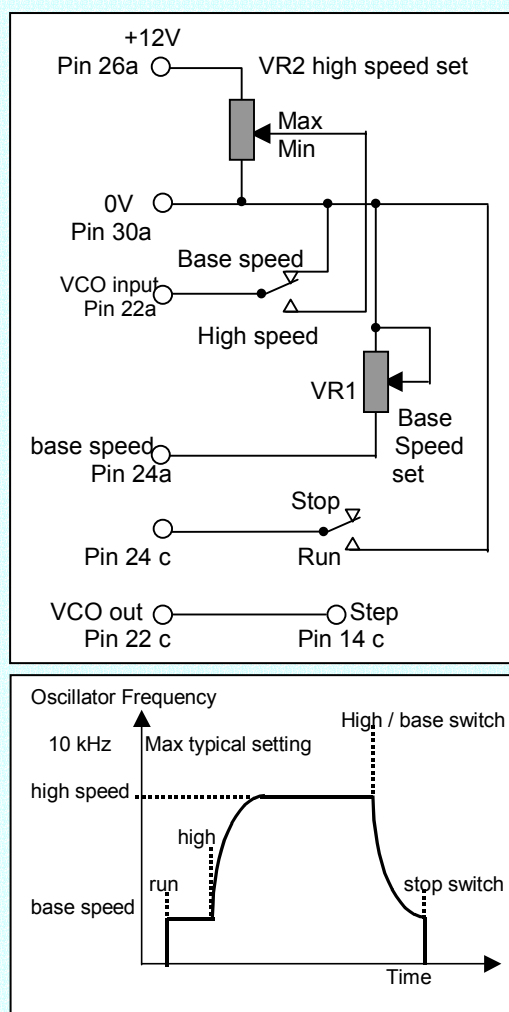 +12V
Pin 26a
VR2 high speed set
Max
Min
0V
Pin 30a
Base speed
VCO input
Pin 22a
High speed
VR1
Base
Speed
set
base speed
Pin 24a
Stop
Pin 24 c
Run
VCO out
Step
Pin 22 c
Pin 14 c
Oscillator Frequency
High / base switch
10 kHz
Max typical setting
high speed
high
run
stop switch
base speed
Time